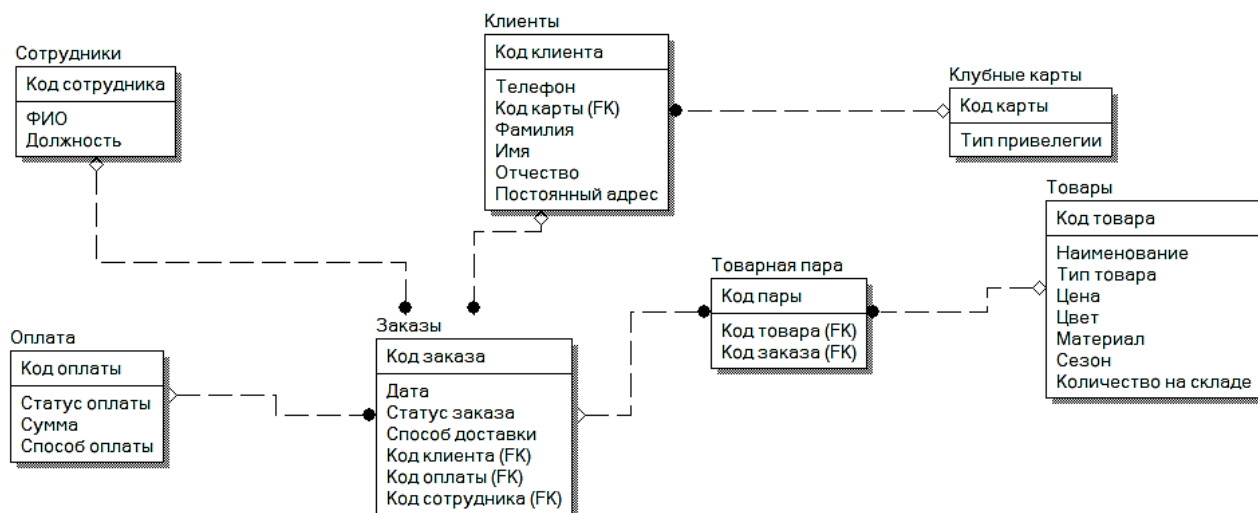 Сотрудники
Код сотрудника
ФИО
Должность
Клиенты
Код клиента
Телефон
Код карты (FK)
Фамилия
Имя
Отчество
Постоянный адрес
Клубные карты
Код карты
Тип привелегии
Товары
Код товара
Наименование
Тип товара
Цена
Цвет
Материал
Сезон
Количество на складе
Товарная пара
Код пары
Код товара (FK)
Код заказа (FK)
Оплата
Код оплаты
Статус оплаты
Сумма
Способ оплаты
Заказы
Код заказа
Дата
Статус заказа
Способ доставки
Код клиента (FK)
Код оплаты (FK)
Код сотрудника (FK)